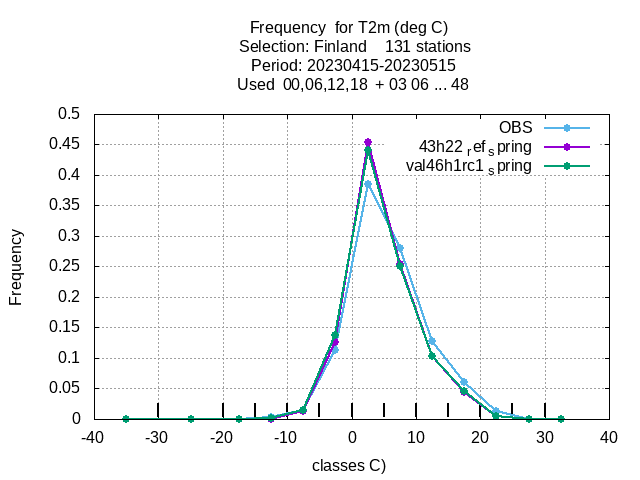 Frequency for T2m (deg C)
Selection: Finland 131 stations
Period: 20230415-20230515
Used 00,06,12,18 + 03 06 ... 48
0.5
0.45
0.4
0.35
0.3
0.25
0.2
0.15
0.1
0.05
0
OBS
43h22 ref spring
val46h1rc1 spring
Frequency
-40 -30 -20 -10 0 10 20 30 40
classes C)